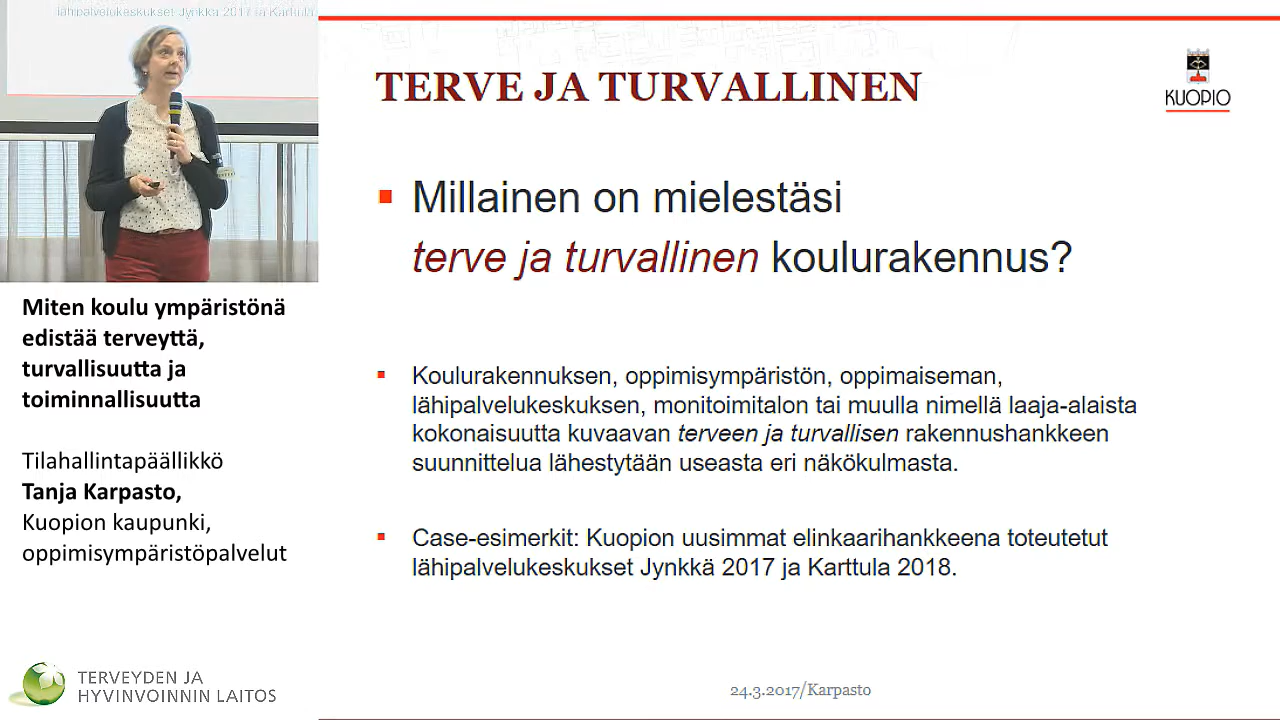 lähipalvelukeskukset Jynkkä 2017 ja Karttula
Miten koulu ympäristönä
edistää terveyttä,
turvallisuutta ja
toiminnallisuutta
Tilahallintapäällikkö
Tanja Karpasto,
Kuopion kaupunki,
oppimisympäristöpalvelut
TERVEYDEN JA
HYVINVOINNIN LAITOS
TERVE JA TURVALLINEN
KUOPIO
Millainen on mielestäsi
terve ja turvallinen koulurakennus?
Koulurakennuksen, oppimisympäristön, oppimaiseman,
lähipalvelukeskuksen, monitoimitalon tai muulla nimellä laaja-alaista
kokonaisuutta kuvaavan terveen ja turvallisen rakennushankkeen
suunnittelua lähestytään useasta eri näkökulmasta.
Case-esimerkit: Kuopion uusimmat elinkaarihankkeena toteutetut
lähipalvelukeskukset Jynkkä 2017 ja Karttula 2018.
24.3.2017/Karpasto